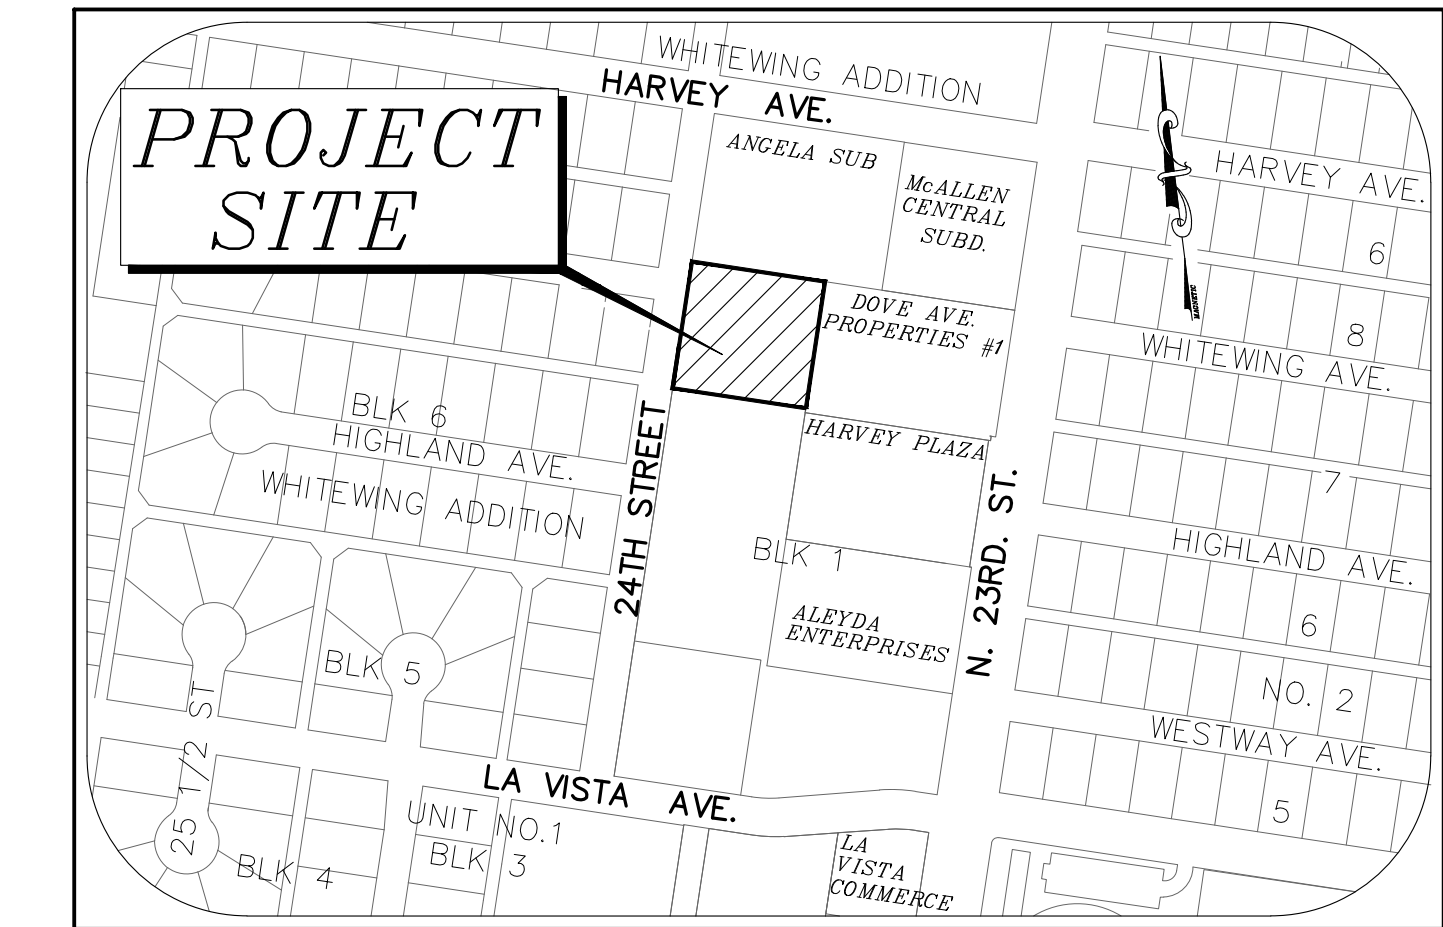 WHITEWING ADDITION
HARVEY AVE.
PROJECT
SITE
ANGELA SUB
McALLEN
CENTRAL
SUBD.
HARVEY AVE.
6
MAGNETIC
DOVE AVE.
PROPERTIES #1
8
WHITEWING AVE.
BLK 6
HIGHLAND AVE.
WHITEWING ADDITION
24TH STREET
HARVEY PLAZA
N. 23RD. ST.
7
BLK 1
HIGHLAND AVE.
ALEYDA
ENTERPRISES
6
BLK 5
NO. 2
25 1/2 ST
WESTWAY AVE.
LA VISTA AVE.
5
UNIT NO.1
BLK 3
BLK 4
LA
VISTA
COMMERCE